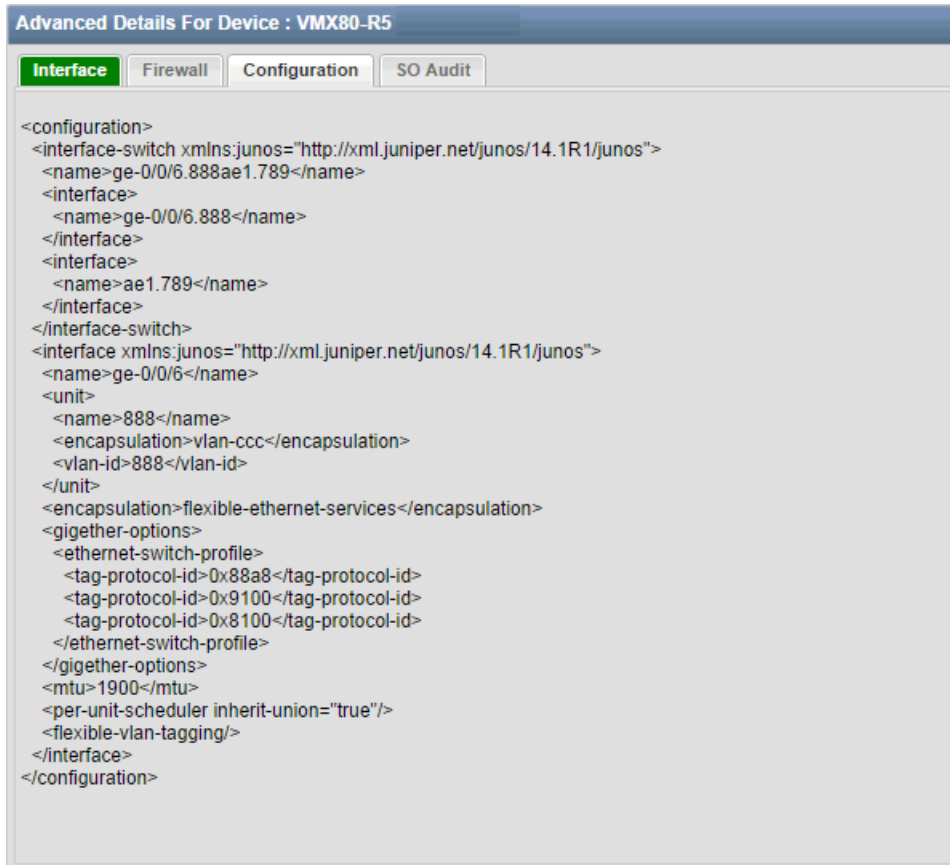 Advanced Details For Device : VMX80-R5
Interface Firewall Configuration SO Audit
<configuration>
<interface-switch xmlns:junos="http://xml.juniper.net/junos/14.1R1/junos">
<name>ge-0/0/6.888ae1.789</name>
<interface>
<name>ge-0/0/6.888</name>
</interface>
<interface>
<name>ae1.789</name>
</interface>
</interface-switch>
<interface xmlns:junos="http://xml.juniper.net/junos/14.1R1/junos">
<name>ge-0/0/6</name>
<unit>
<name>888</name>
<encapsulation>vlan-ccc</encapsulation>
<vlan-id>888</vlan-id>
</unit>
<encapsulation>flexible-ethernet-services</encapsulation>
<gigether-options>
<ethernet-switch-profile>
<tag-protocol-id>0x88a8</tag-protocol-id>
<tag-protocol-id>0x9100</tag-protocol-id>
<tag-protocol-id>0x8100</tag-protocol-id>
</ethernet-switch-profile>
</gigether-options>
<mtu>1900</mtu>
<per-unit-scheduler inherit-union="true"/>
<flexible-vlan-tagging/>
</interface>
</configuration>